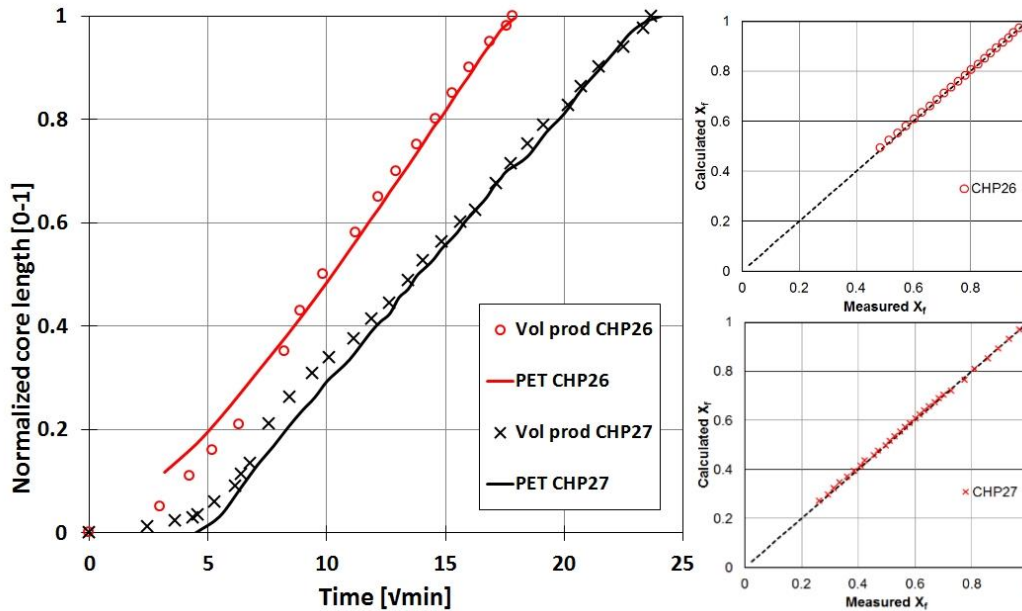 1
0.8
0.6
0.4
0.2
0
Normalized core length [0-1]
0 5 10 15 20 25
Time [√min]
Vol prod CHP26
PET CHP26
Vol prod CHP27
PET CHP27
1
0.8
0.6
0.4
0.2
0
Calculated Xf
CHP26
0 0.2 0.4 0.6 0.8
Measured Xf
1
0.8
0.6
0.4
0.2
0
Calculated Xf
CHP27
0 0.2 0.4 0.6 0.8
Measured Xf